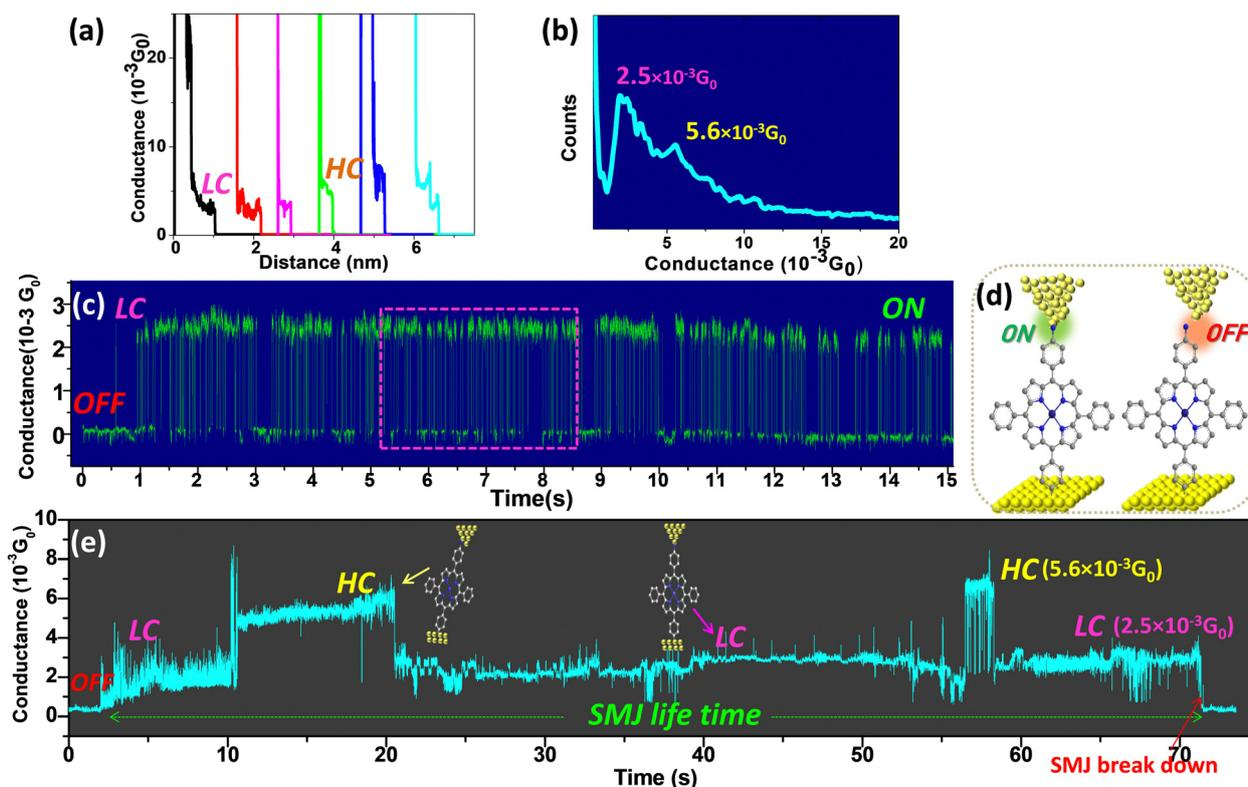 (a)
Conductance (10⁻³G₀)
20
10
0
LC
HC
0 2 4 6
Distance (nm)
(b)
Counts
2.5×10⁻³G₀
5.6×10⁻³G₀
5 10 15 20
Conductance (10⁻³G₀)
(c)
LC
ON
OFF
Conductance(10-3 G₀)
3
2
1
0
0 1 2 3 4 5 6 7 8 9 10 11 12 13 14 15
Time(s)
(d)
ON
OFF
(e)
Conductance (10⁻³G₀)
10
8
6
4
2
0
OFF
LC
HC
LC
HC (5.6×10⁻³G₀)
LC (2.5×10⁻³G₀)
SMJ life time
0 10 20 30 40 50 60 70
SMJ break down
Time (s)